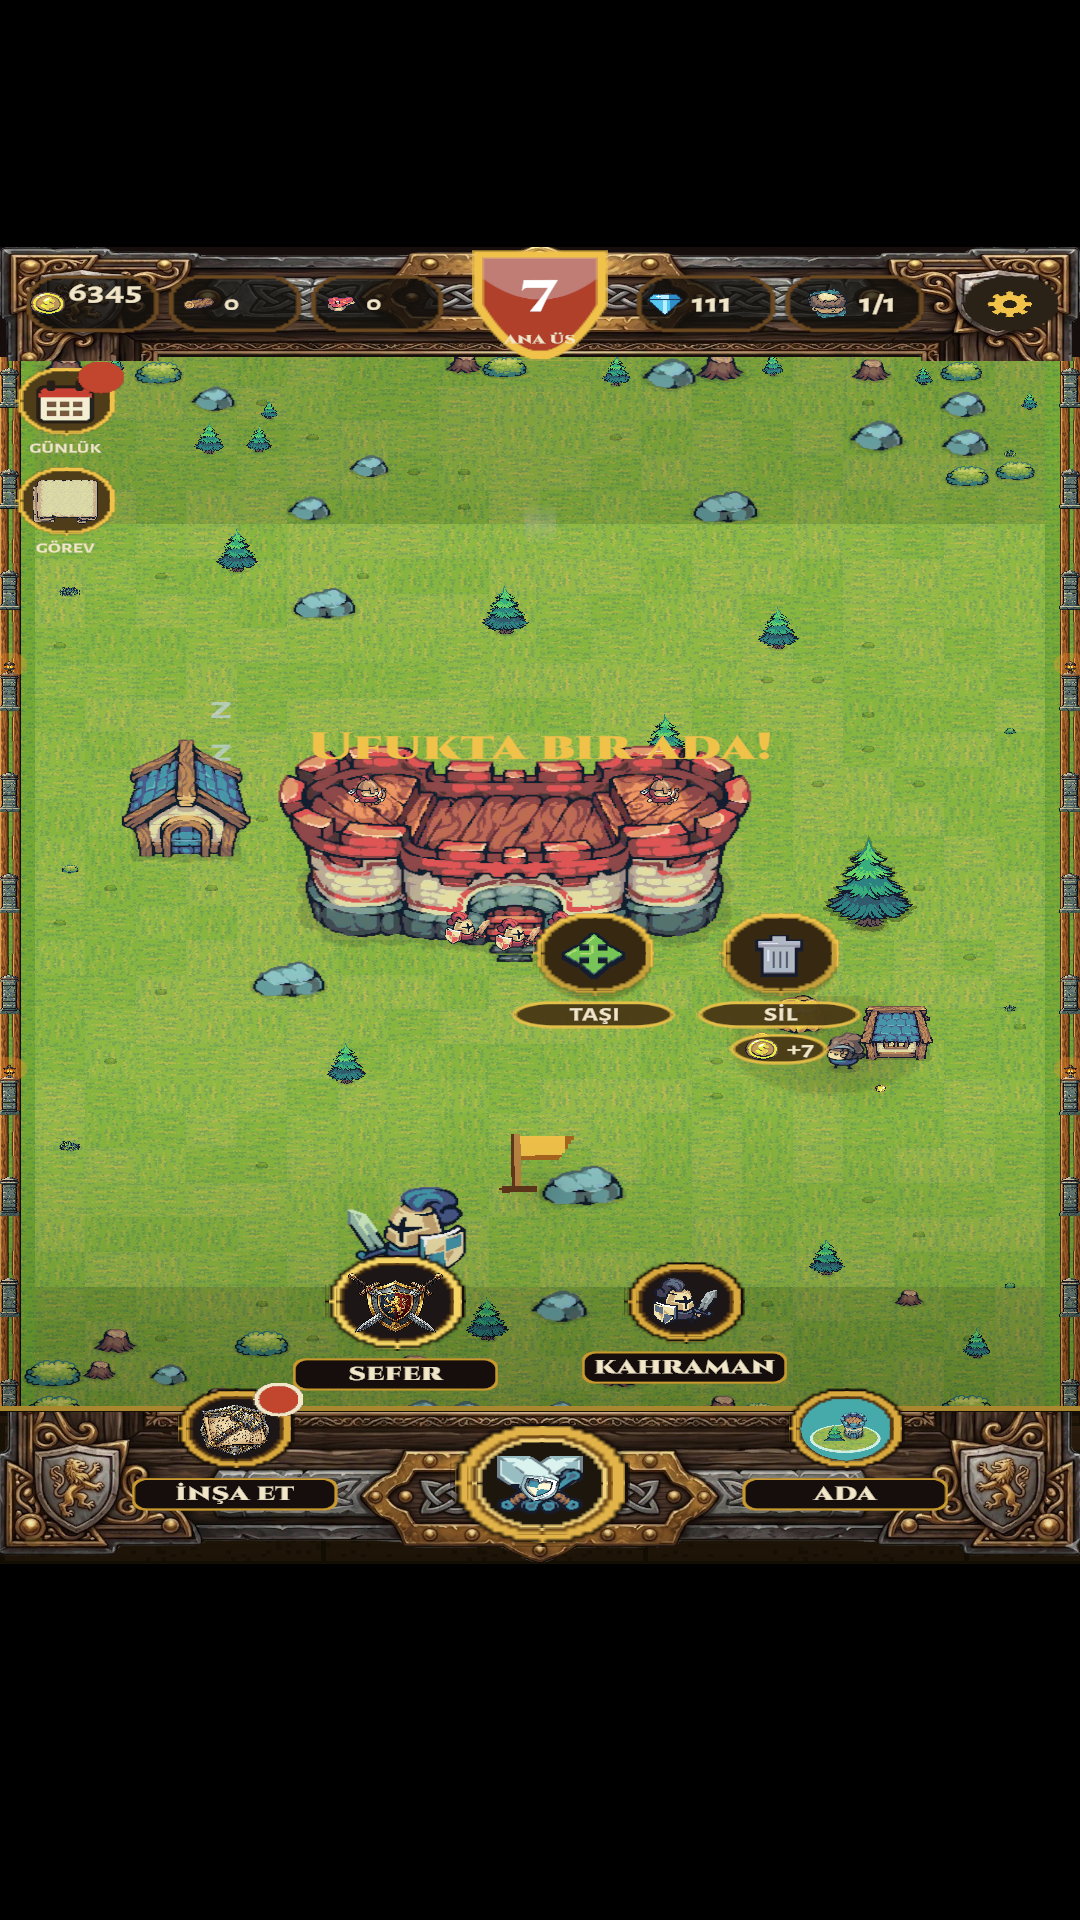 6345
0
0
7
ANA ÜS
111
1/1
GÜNLÜK
GÖREV
Z
Z
UFUKTA BIR ADA!
TAŞI
SİL
+7
SEFER
KAHRAMAN
İNŞA ET
ADA